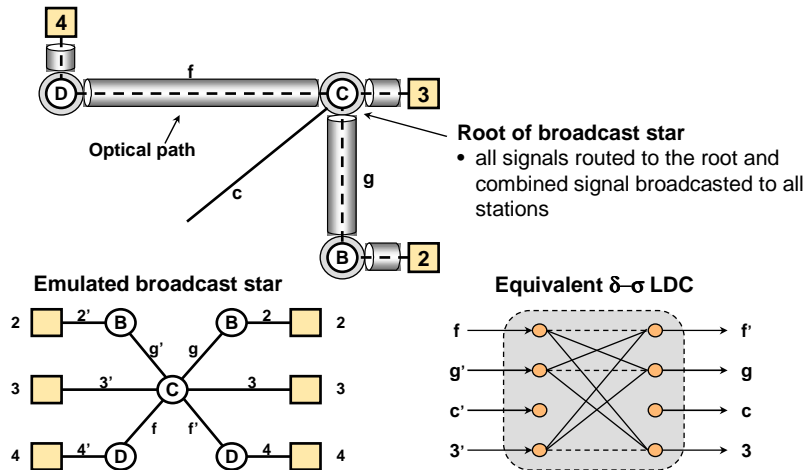 4
f
D
C
3
Optical path
Root of broadcast star
• all signals routed to the root and
combined signal broadcasted to all
stations
c
g
B
2
Emulated broadcast star
2 2' B B 2 2
g' g
3 3' C 3 3
f f'
4 4' D D 4 4
Equivalent δ–σ LDC
f f'
g' g
c' c
3' 3